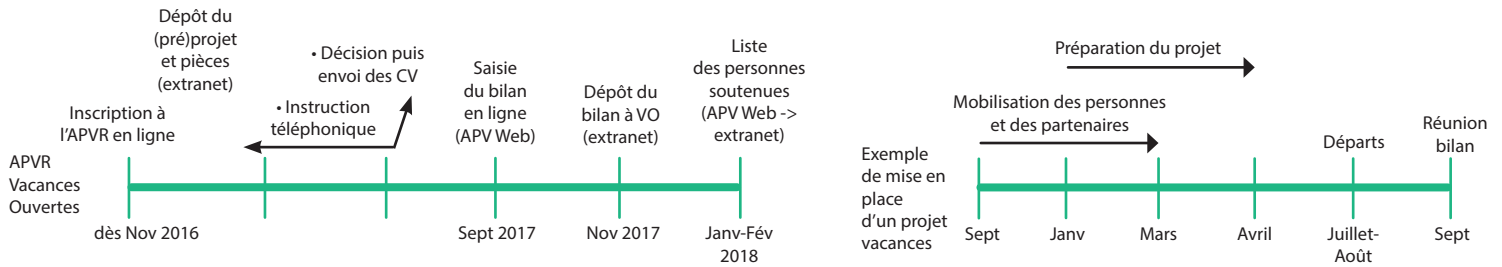 Dépôt du
(pré)projet
et pièces
(extranet)
Inscription à
l'APVR en ligne
• Décision puis
envoi des CV
• Instruction
téléphonique
Saisie
du bilan
en ligne
(APV Web)
Dépôt du
bilan à VO
(extranet)
Liste
des personnes
soutenues
(APV Web ->
extranet)
APVR
Vacances
Ouvertes
dès Nov 2016
Sept 2017
Nov 2017
Janv-Fév
2018
Préparation du projet
Mobilisation des personnes
et des partenaires
Départs
Réunion
bilan
Exemple
de mise en
place
d'un projet
vacances
Sept
Janv
Mars
Avril
Juillet-
Août
Sept